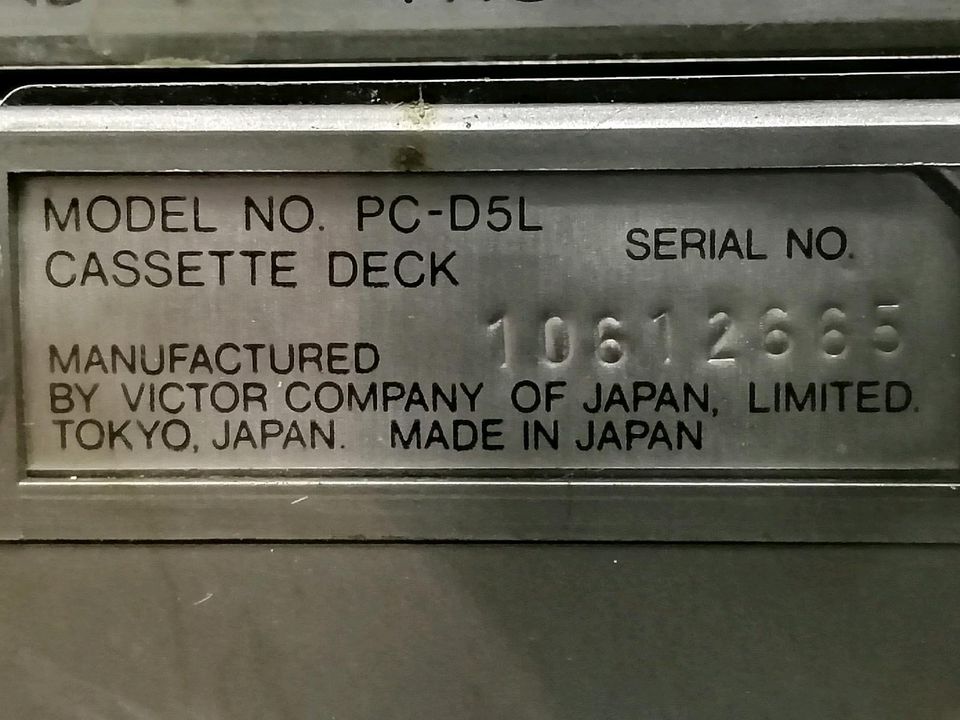 MODEL NO. PC-D5L
CASSETTE DECK
SERIAL NO.
10612665
MANUFACTURED
BY VICTOR COMPANY OF JAPAN, LIMITED.
TOKYO, JAPAN. MADE IN JAPAN